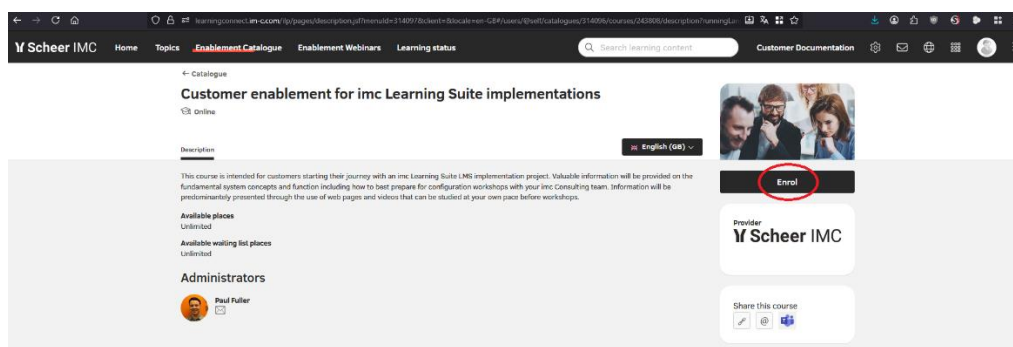 learningconnect.im-c.com/ilp/pages/description.jsf?menuId=314097&client=&locale=en-GB#/users/@self/catalogues/314096/courses/243808/description?runningLan
Scheer IMC
Home
Topics
Enablement Catalogue
Enablement Webinars
Learning status
Search learning content
Customer Documentation
← Catalogue
Customer enablement for imc Learning Suite implementations
Online
Description
English (GB)
This course is intended for customers starting their journey with an imc Learning Suite LMS implementation project. Valuable information will be provided on the
fundamental system concepts and function including how to best prepare for configuration workshops with your imc Consulting team. Information will be
predominantely presented through the use of web pages and videos that can be studied at your own pace before workshops.
Available places
Unlimited
Available waiting list places
Unlimited
Administrators
Paul Fuller
Enrol
Provider
Scheer IMC
Share this course